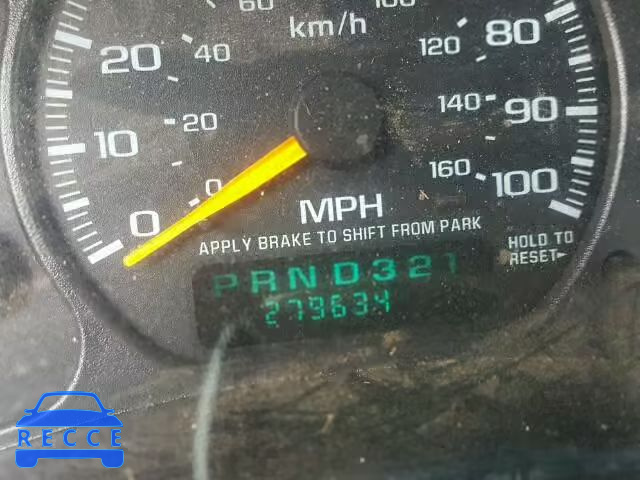 60
100
km/h
80
20
40
120
10
20
140
90
0
0
160
100
MPH
APPLY BRAKE TO SHIFT FROM PARK
HOLD TO
RESET
PRND321
279634
RECCE